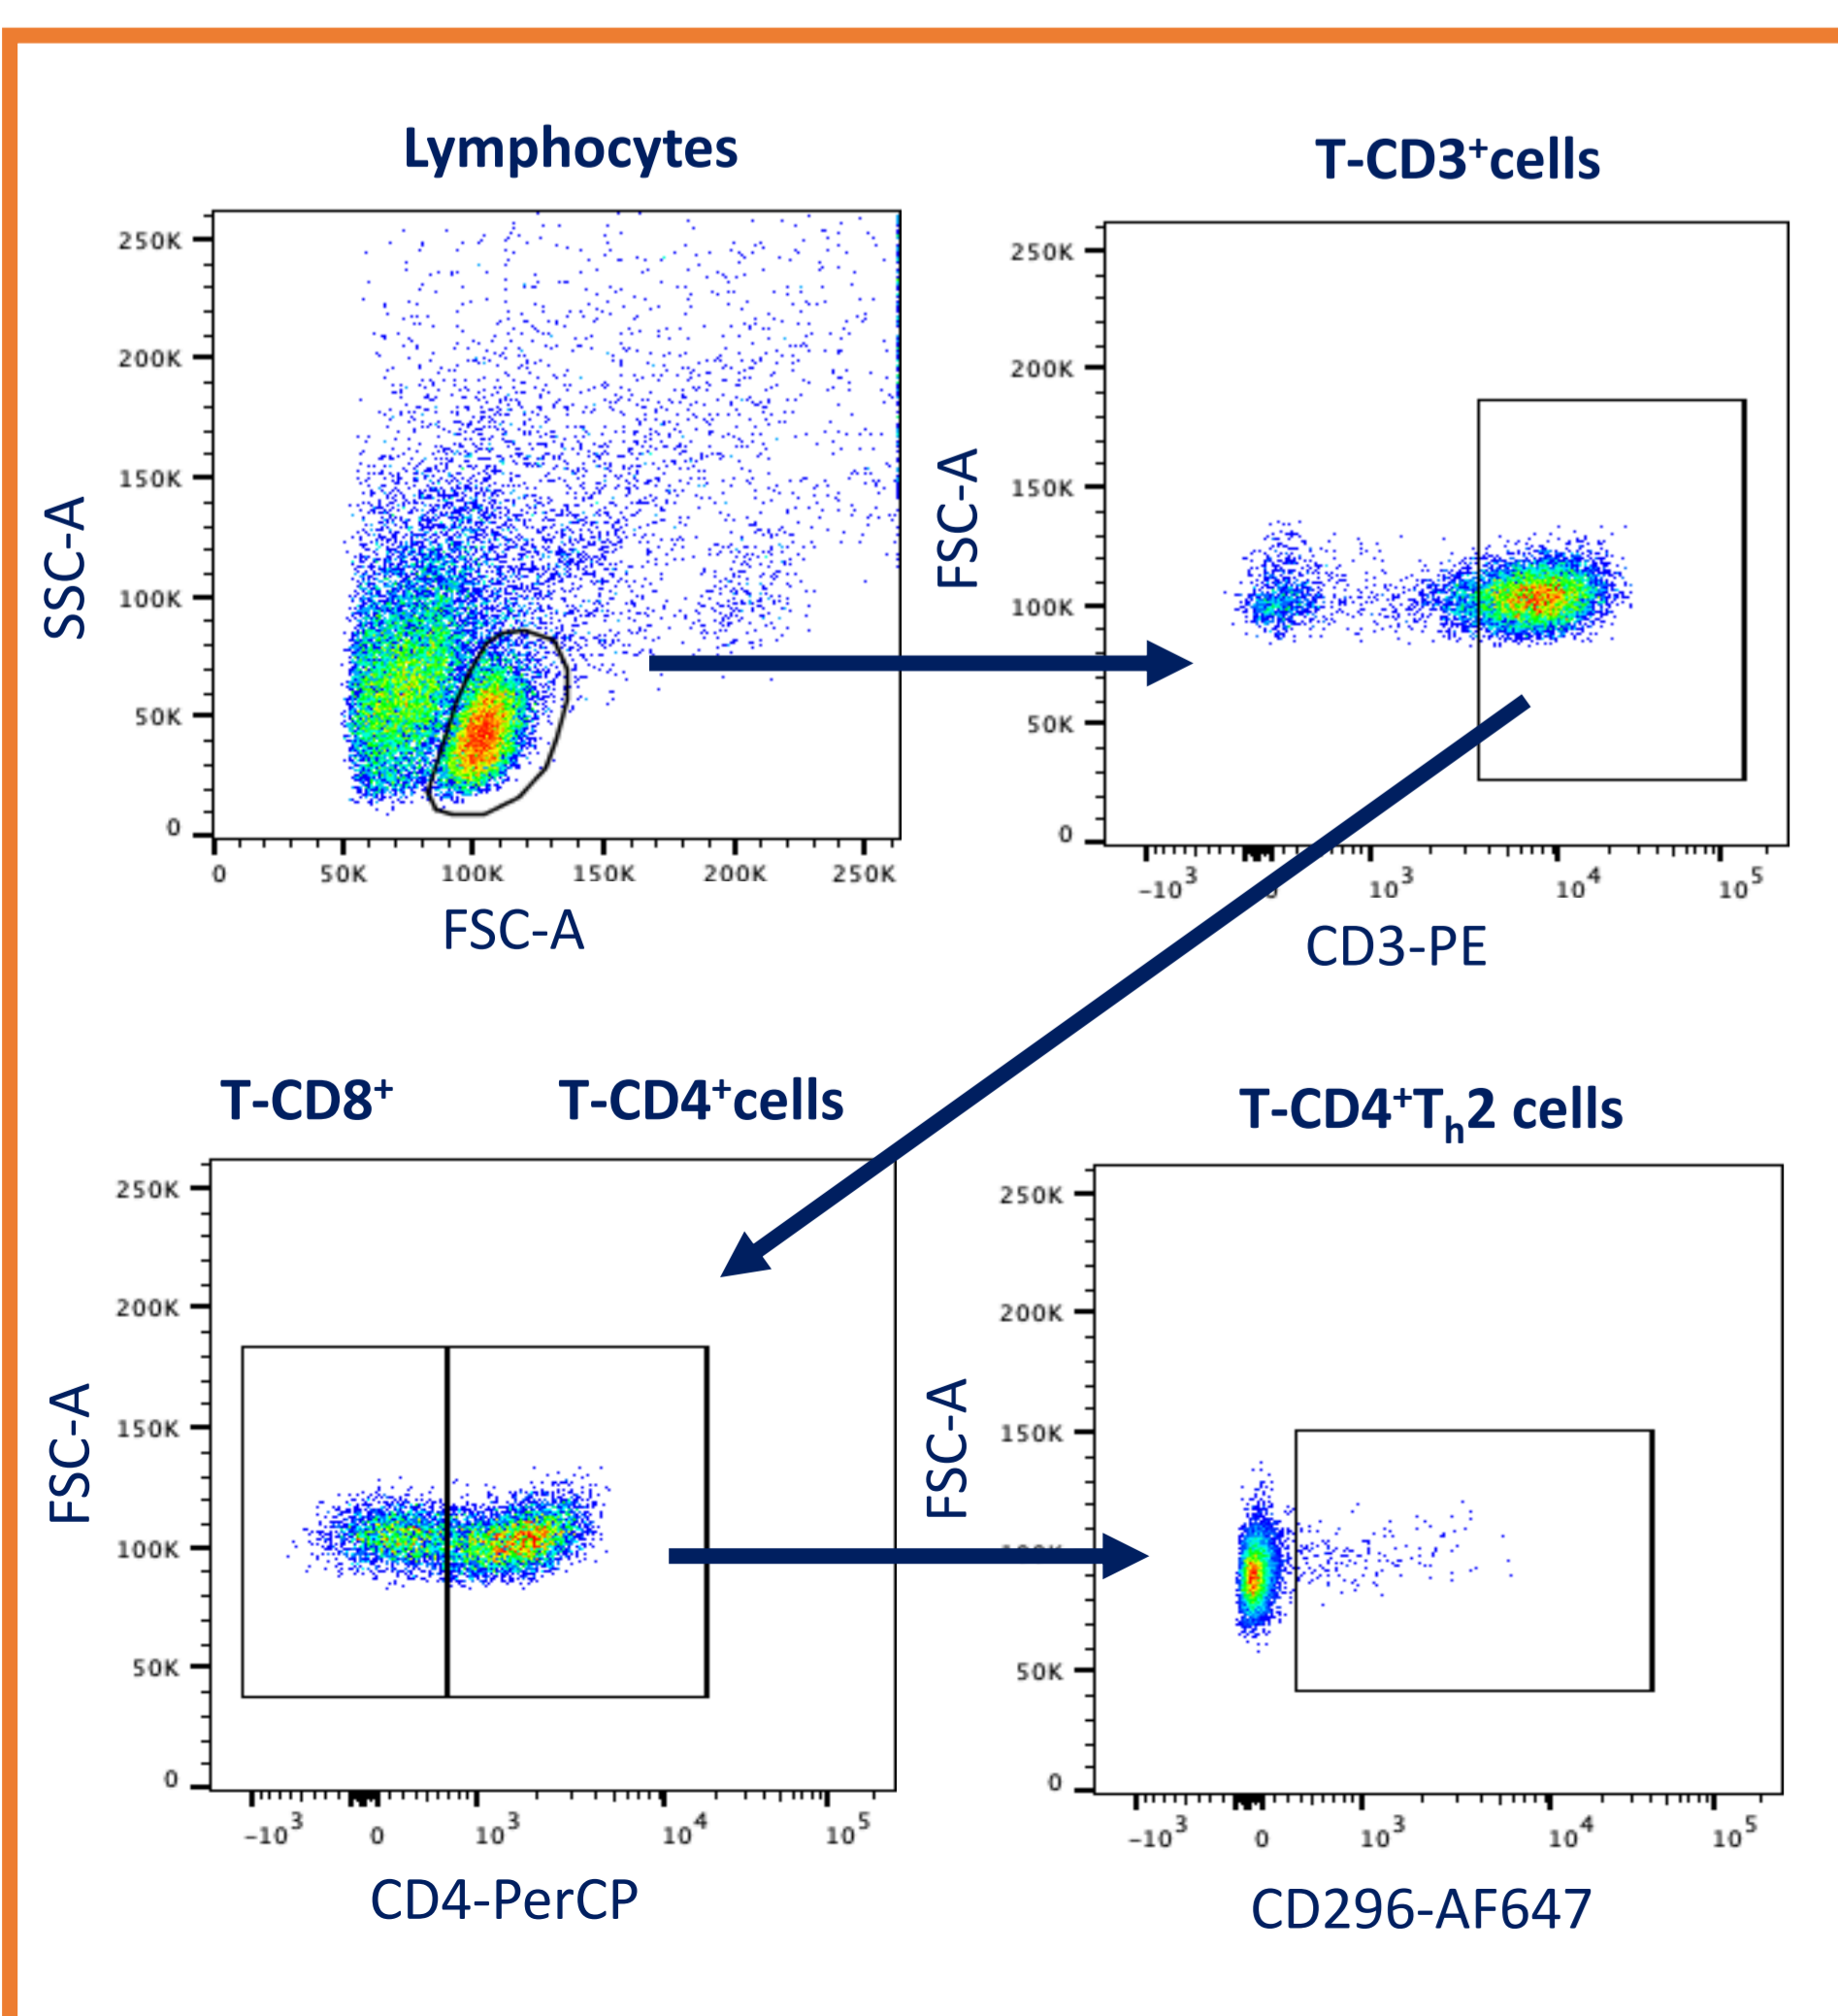 Lymphocytes
250K
200K
150K
100K
50K
0
SSC-A
0 50K 100K 150K 200K 250K
FSC-A
T-CD3⁺cells
250K
200K
150K
100K
50K
0
FSC-A
-10³ 10³ 10⁴ 10⁵
CD3-PE
T-CD8⁺ T-CD4⁺cells
250K
200K
150K
100K
50K
0
FSC-A
-10³ 0 10³ 10⁴ 10⁵
CD4-PerCP
T-CD4⁺Tₕ2 cells
250K
200K
150K
50K
0
FSC-A
-10³ 0 10³ 10⁴ 10⁵
CD296-AF647